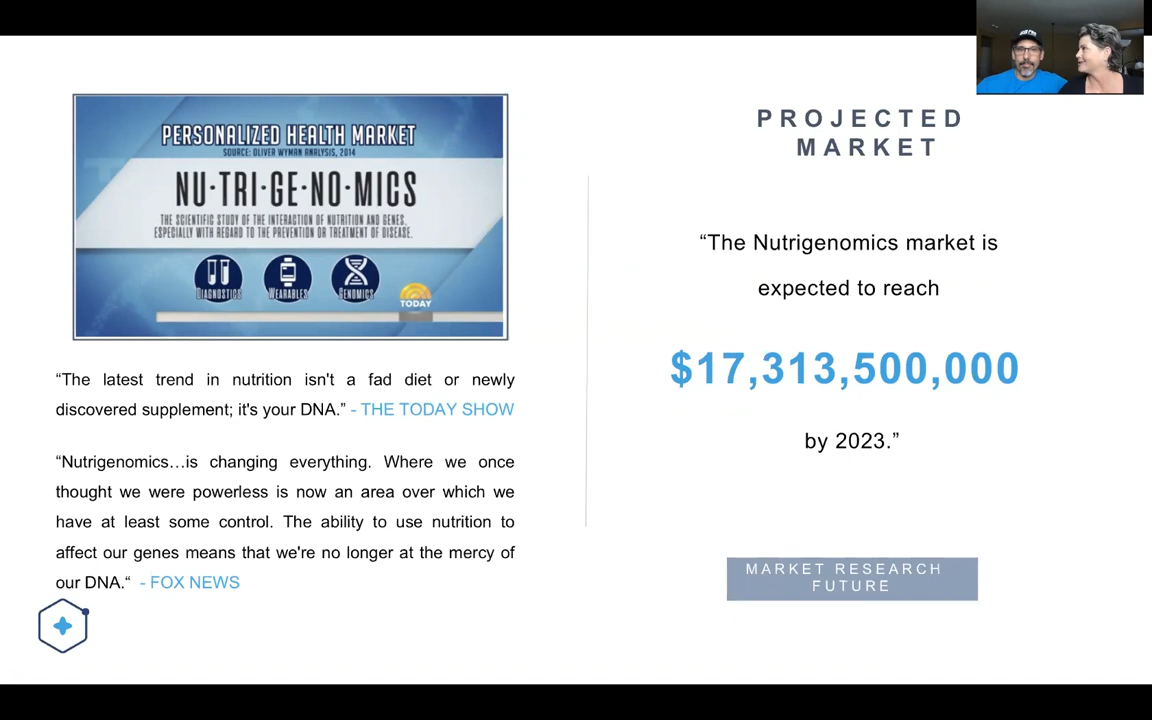 PERSONALIZED HEALTH MARKET
SOURCE: OLIVER WYMAN ANALYSIS, 2014
NU·TRI·GE·NO·MICS
THE SCIENTIFIC STUDY OF THE INTERACTION OF NUTRITION AND GENES,
ESPECIALLY WITH REGARD TO THE PREVENTION OR TREATMENT OF DISEASE.
DIAGNOSTICS WEARABLES GENOMICS
TODAY
“The latest trend in nutrition isn't a fad diet or newly
discovered supplement; it's your DNA.” - THE TODAY SHOW
“Nutrigenomics…is changing everything. Where we once
thought we were powerless is now an area over which we
have at least some control. The ability to use nutrition to
affect our genes means that we're no longer at the mercy of
our DNA.“ - FOX NEWS
PROJECTED
MARKET
“The Nutrigenomics market is
expected to reach
$17,313,500,000
by 2023.”
MARKET RESEARCH
FUTURE